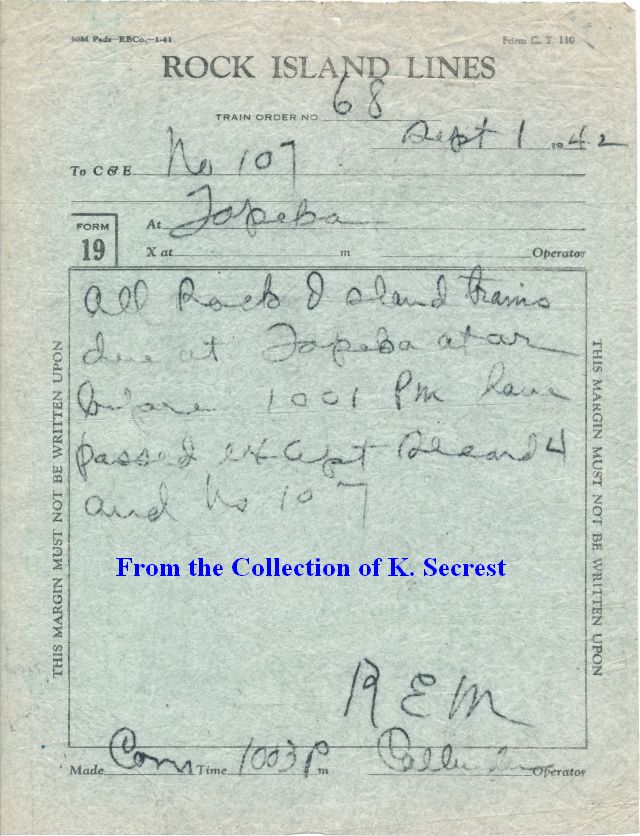 50M Pads—RBCo.—1-41 Form C. T. 110
ROCK ISLAND LINES
TRAIN ORDER NO. 68
Sept 1 1942
To C & E No 107
FORM 19
At Topeka
X at m Operator
All Rock Island trains
due at Topeka at or
before 1001 PM have
passed except Second 4
and No 107
THIS MARGIN MUST NOT BE WRITTEN UPON
THIS MARGIN MUST NOT BE WRITTEN UPON
From the Collection of K. Secrest
R E M
Made Com Time 1003 P m Operator